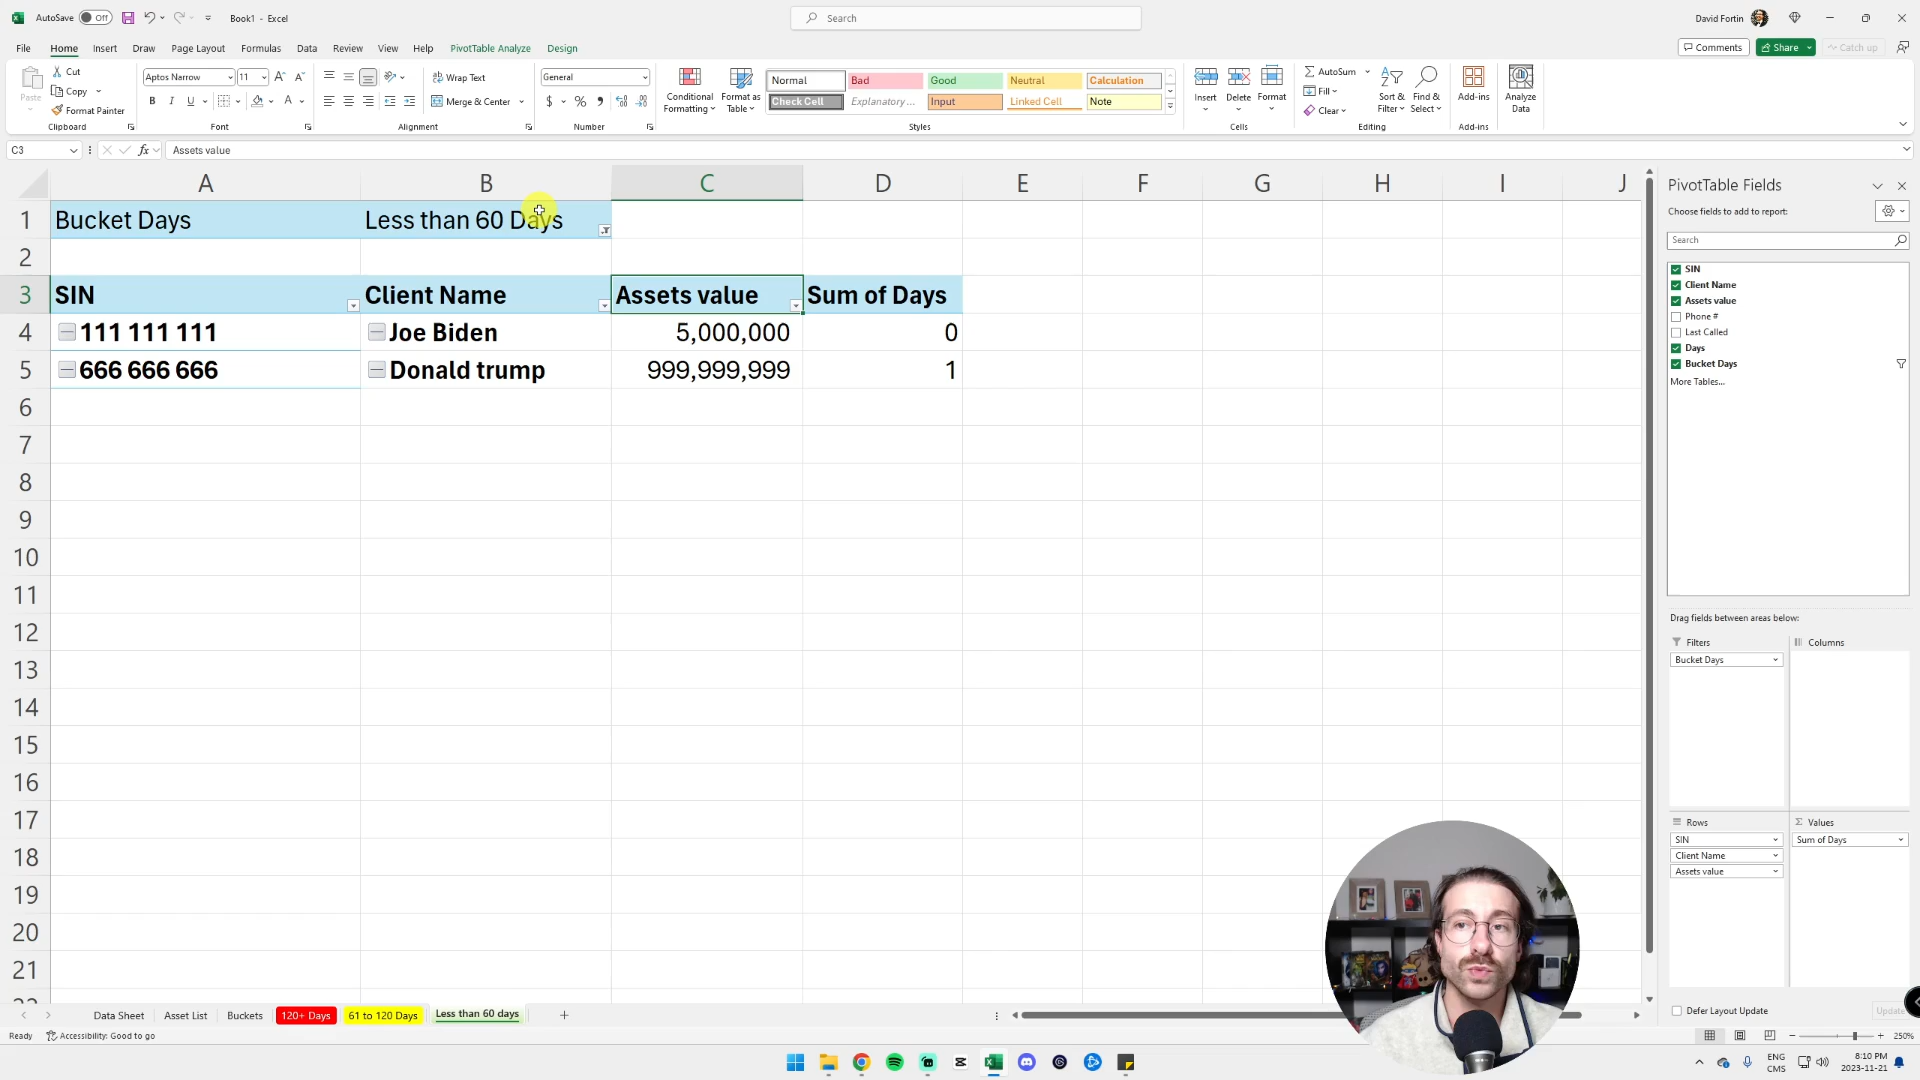 AutoSave Off Book1 - Excel Search David Fortin
File Home Insert Draw Page Layout Formulas Data Review View Help PivotTable Analyze Design Comments Share Catch up
Paste Cut Copy Format Painter Clipboard
Aptos Narrow 11 Font
Wrap Text Merge & Center Alignment
General Number
Conditional Formatting Format as Table
Normal Bad Good Neutral Calculation
Check Cell Explanatory ... Input Linked Cell Note
Styles
Insert Delete Format Cells
AutoSum Fill Clear Sort & Filter Find & Select Editing
Add-ins Add-ins
Analyze Data
C3 fx Assets value
A B C D E F G H I J
1 Bucket Days Less than 60 Days
2
3 SIN Client Name Assets value Sum of Days
4 111 111 111 Joe Biden 5,000,000 0
5 666 666 666 Donald trump 999,999,999 1
6
7
8
9
10
11
12
13
14
15
16
17
18
19
20
21
22
PivotTable Fields
Choose fields to add to report:
Search
SIN
Client Name
Assets value
Phone #
Last Called
Days
Bucket Days
More Tables...
Drag fields between areas below:
Filters Columns
Bucket Days
Rows Values
SIN Sum of Days
Client Name
Assets value
Defer Layout Update Update
Data Sheet Asset List Buckets 120+ Days 61 to 120 Days Less than 60 days
Ready Accessibility: Good to go 250%
ENG CMS 8:10 PM 2023-11-21